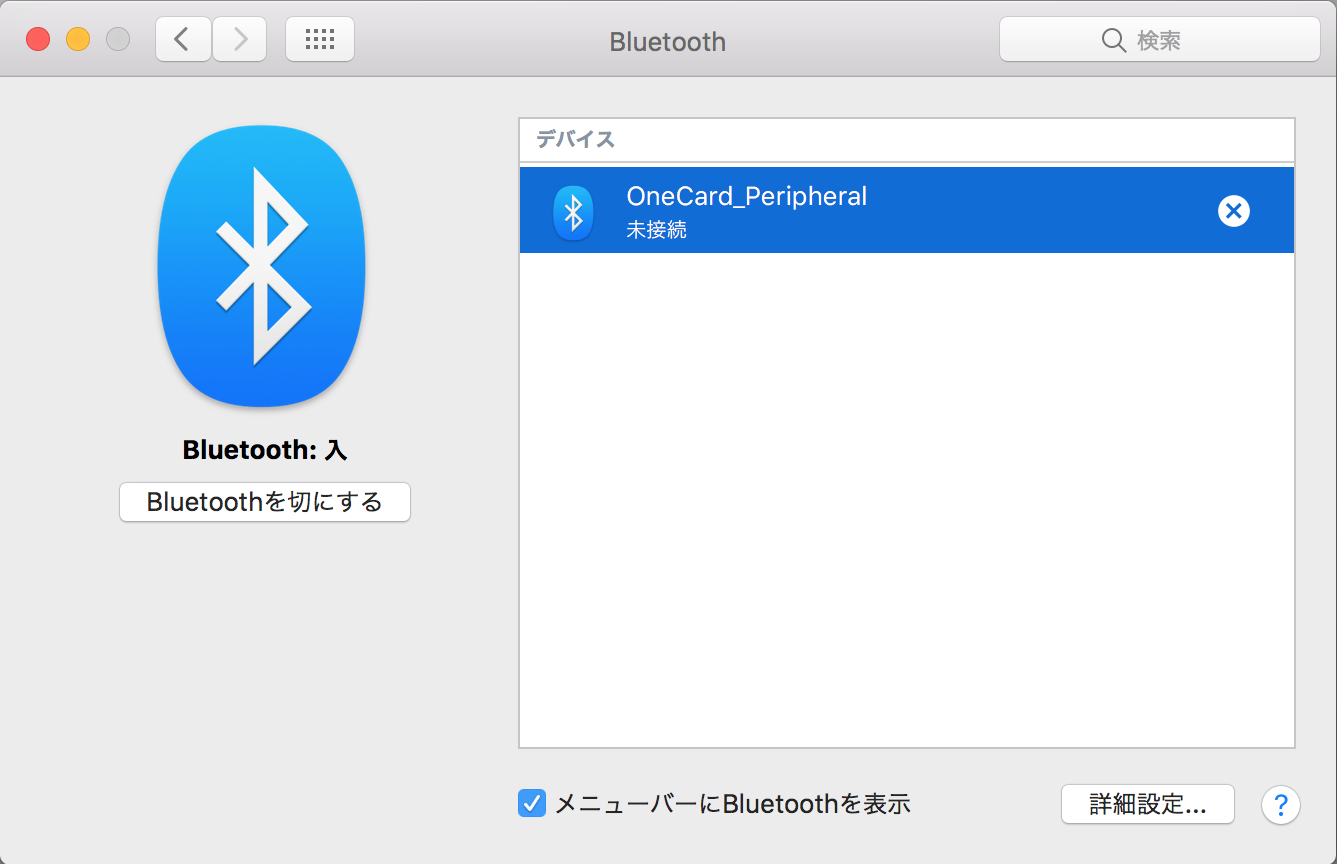 Bluetooth
検索
Bluetooth: 入
Bluetoothを切にする
デバイス
OneCard_Peripheral
未接続
メニューバーにBluetoothを表示
詳細設定...
?